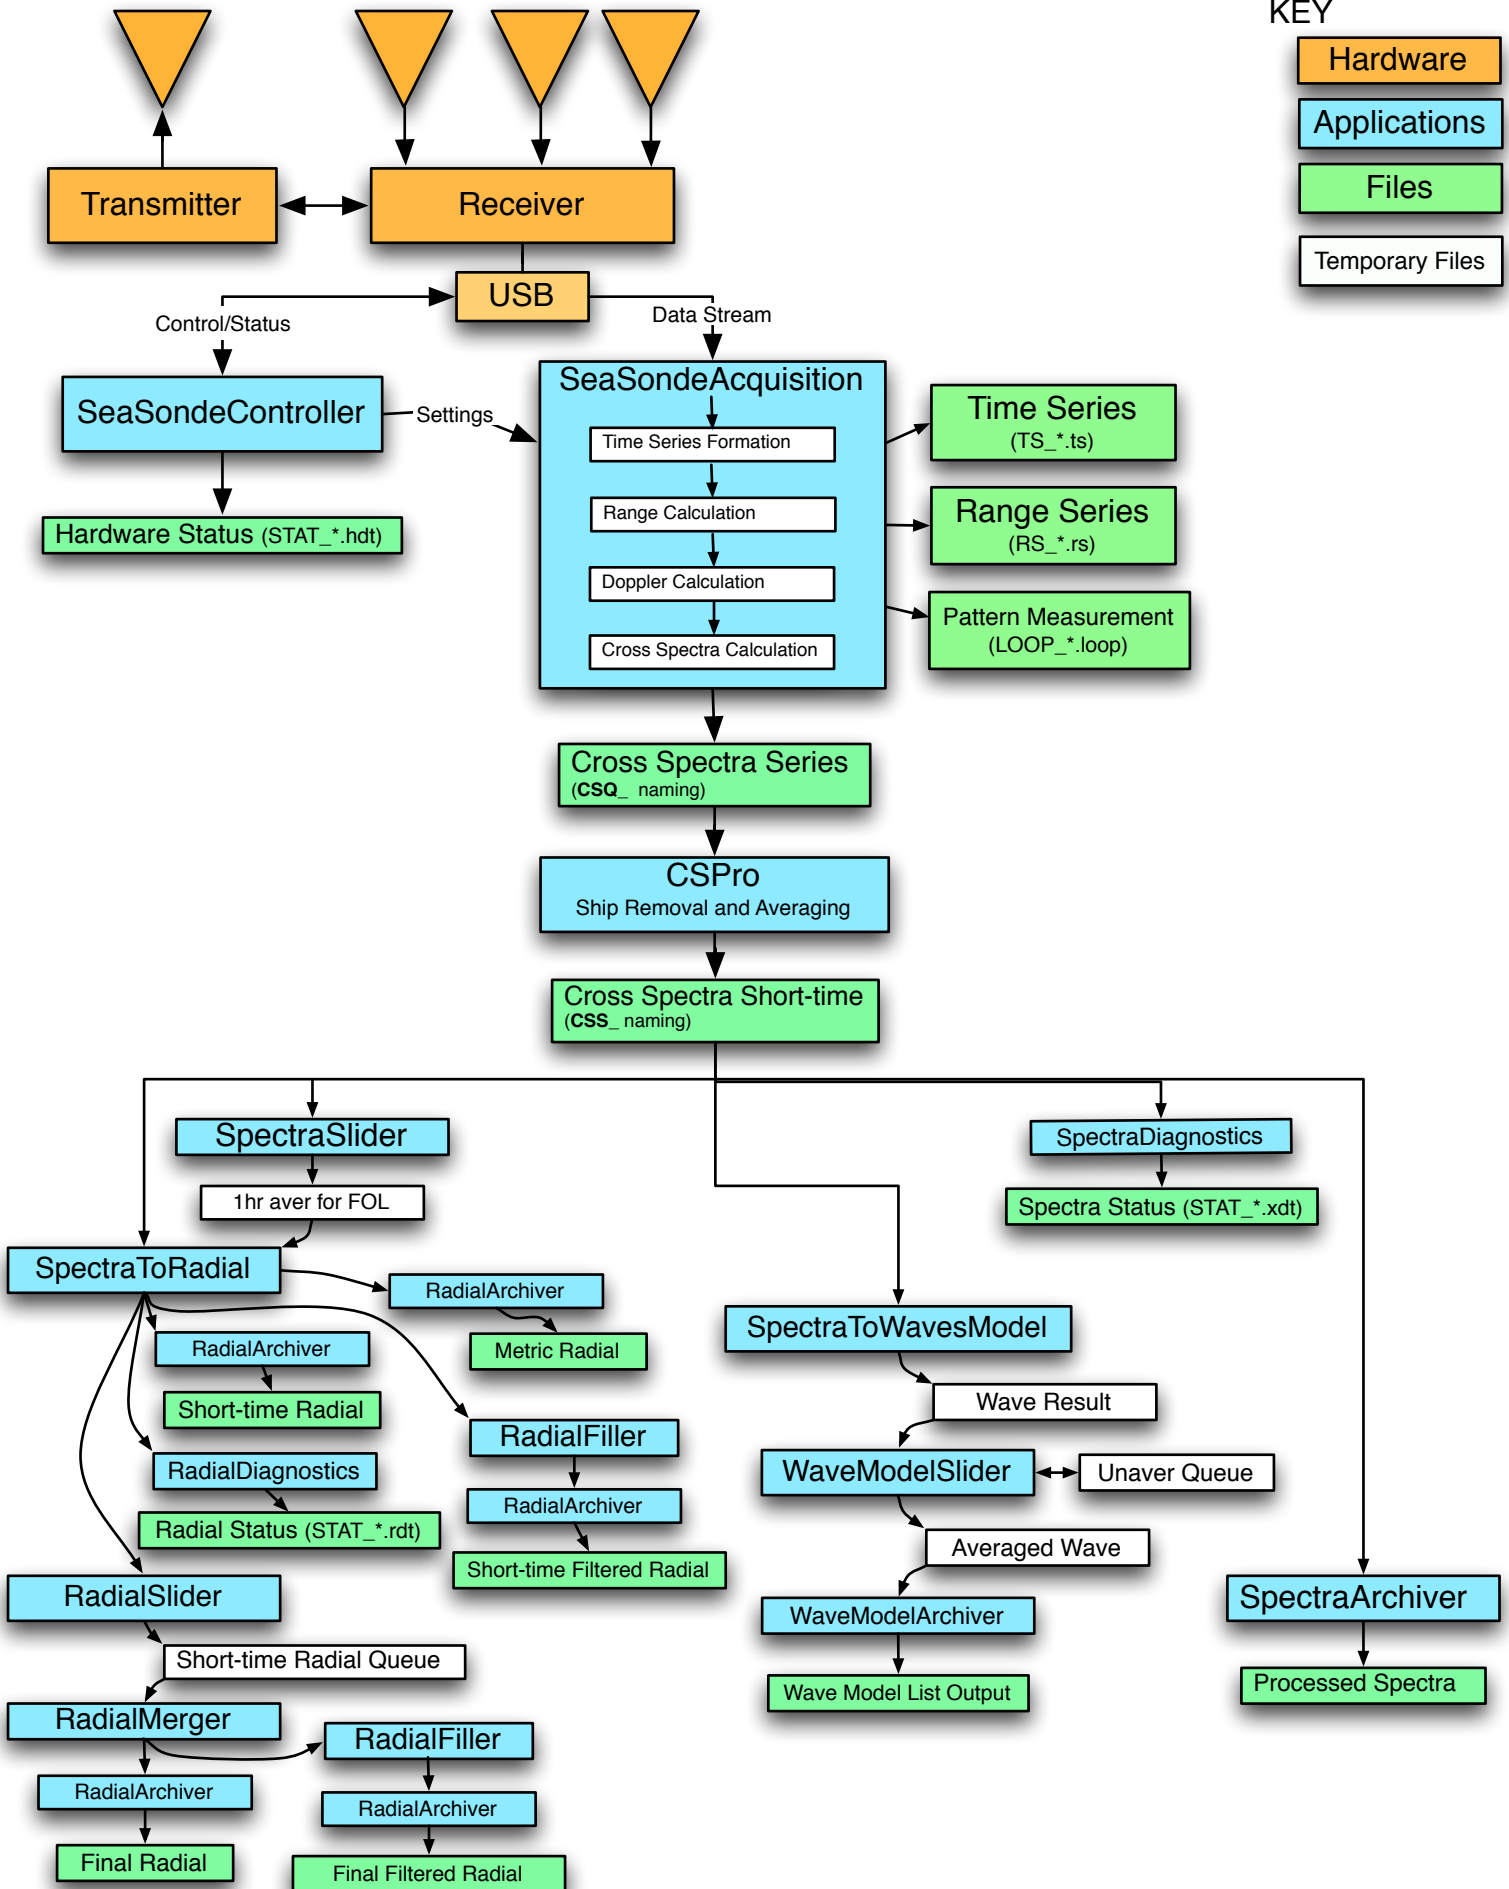 KEY
Hardware
Applications
Files
Temporary Files
Transmitter
Receiver
USB
Control/Status
Data Stream
SeaSondeController
Settings
Hardware Status (STAT_*.hdt)
SeaSondeAcquisition
Time Series Formation
Range Calculation
Doppler Calculation
Cross Spectra Calculation
Time Series
(TS_*.ts)
Range Series
(RS_*.rs)
Pattern Measurement
(LOOP_*.loop)
Cross Spectra Series
(CSQ_ naming)
CSPro
Ship Removal and Averaging
Cross Spectra Short-time
(CSS_ naming)
SpectraSlider
1hr aver for FOL
SpectraToRadial
RadialArchiver
Metric Radial
RadialArchiver
Short-time Radial
RadialDiagnostics
Radial Status (STAT_*.rdt)
RadialFiller
RadialArchiver
Short-time Filtered Radial
RadialSlider
Short-time Radial Queue
RadialMerger
RadialArchiver
Final Radial
RadialFiller
RadialArchiver
Final Filtered Radial
SpectraToWavesModel
Wave Result
WaveModelSlider
Unaver Queue
Averaged Wave
WaveModelArchiver
Wave Model List Output
SpectraDiagnostics
Spectra Status (STAT_*.xdt)
SpectraArchiver
Processed Spectra